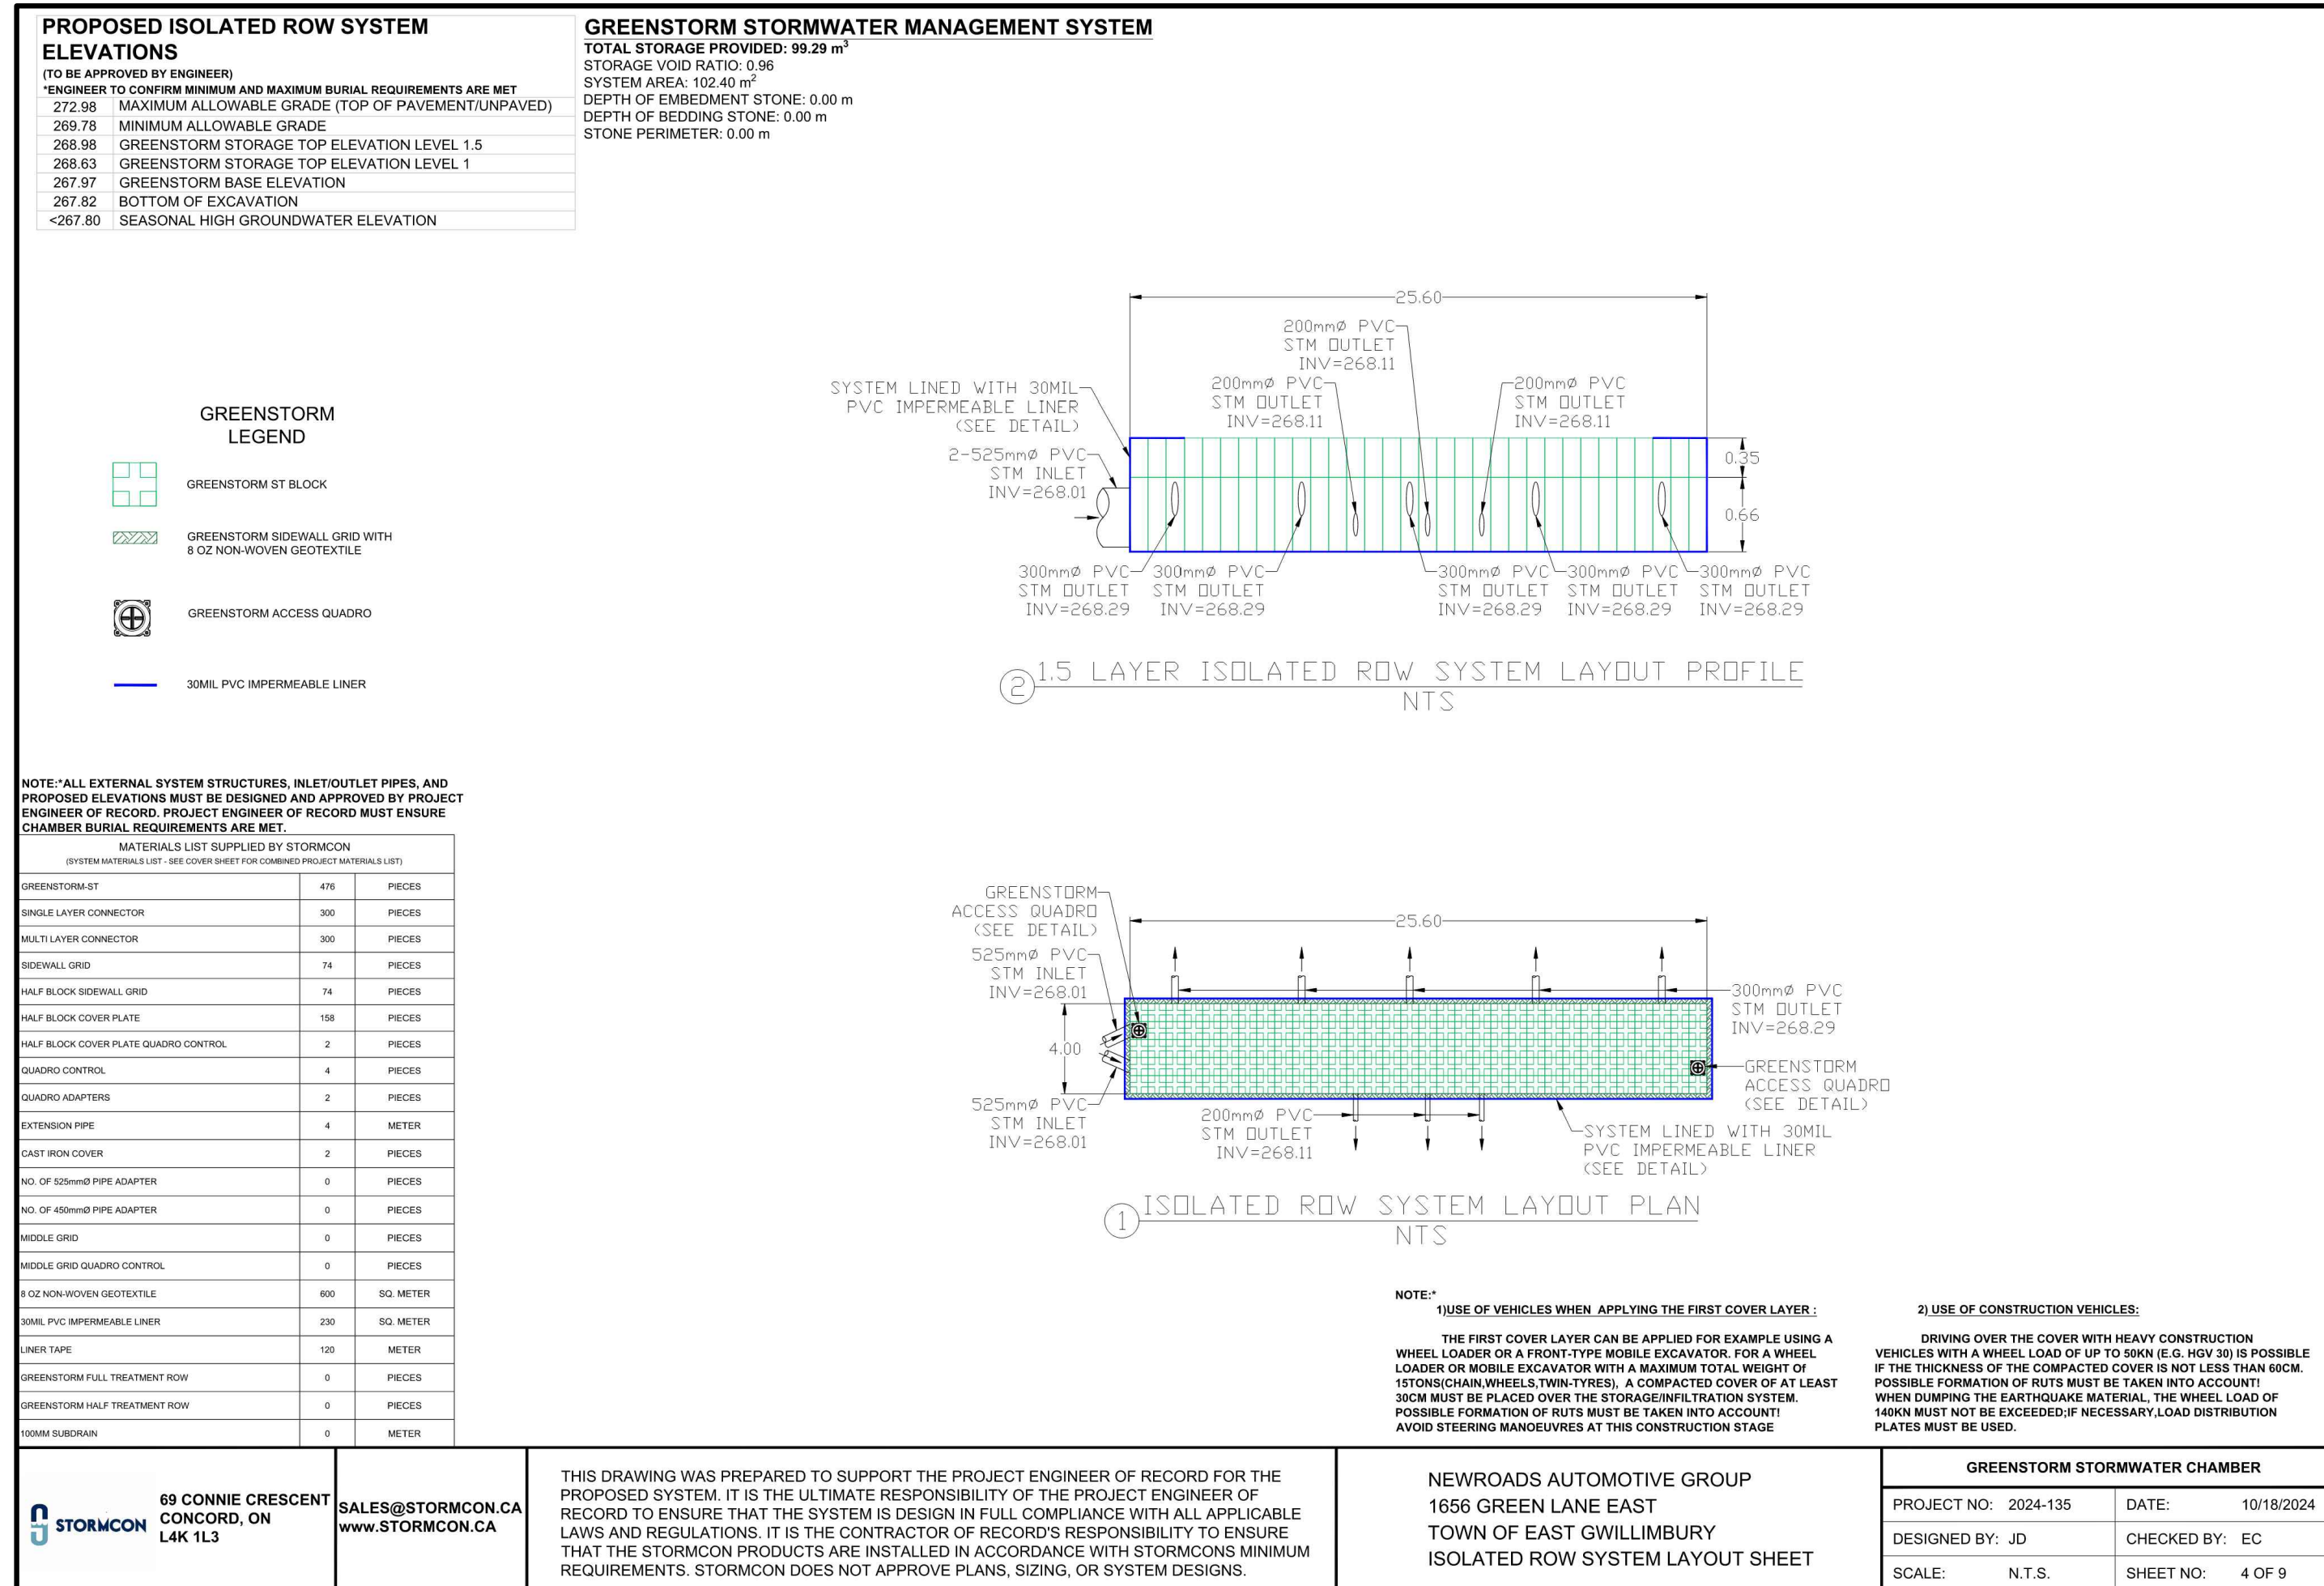 PROPOSED ISOLATED ROW SYSTEM
ELEVATIONS
(TO BE APPROVED BY ENGINEER)
*ENGINEER TO CONFIRM MINIMUM AND MAXIMUM BURIAL REQUIREMENTS ARE MET
272.98 MAXIMUM ALLOWABLE GRADE (TOP OF PAVEMENT/UNPAVED)
269.78 MINIMUM ALLOWABLE GRADE
268.98 GREENSTORM STORAGE TOP ELEVATION LEVEL 1.5
268.63 GREENSTORM STORAGE TOP ELEVATION LEVEL 1
267.97 GREENSTORM BASE ELEVATION
267.82 BOTTOM OF EXCAVATION
<267.80 SEASONAL HIGH GROUNDWATER ELEVATION
GREENSTORM STORMWATER MANAGEMENT SYSTEM
TOTAL STORAGE PROVIDED: 99.29 m³
STORAGE VOID RATIO: 0.96
SYSTEM AREA: 102.40 m²
DEPTH OF EMBEDMENT STONE: 0.00 m
DEPTH OF BEDDING STONE: 0.00 m
STONE PERIMETER: 0.00 m
GREENSTORM
LEGEND
GREENSTORM ST BLOCK
GREENSTORM SIDEWALL GRID WITH
8 OZ NON-WOVEN GEOTEXTILE
GREENSTORM ACCESS QUADRO
30MIL PVC IMPERMEABLE LINER
25.60
200mmØ PVC
STM OUTLET
INV=268.11
SYSTEM LINED WITH 30MIL
PVC IMPERMEABLE LINER
(SEE DETAIL)
200mmØ PVC
STM OUTLET
INV=268.11
200mmØ PVC
STM OUTLET
INV=268.11
2-525mmØ PVC
STM INLET
INV=268.01
0.35
0.66
300mmØ PVC
STM OUTLET
INV=268.29
300mmØ PVC
STM OUTLET
INV=268.29
300mmØ PVC
STM OUTLET
INV=268.29
300mmØ PVC
STM OUTLET
INV=268.29
300mmØ PVC
STM OUTLET
INV=268.29
2 1.5 LAYER ISOLATED ROW SYSTEM LAYOUT PROFILE
NTS
NOTE:*ALL EXTERNAL SYSTEM STRUCTURES, INLET/OUTLET PIPES, AND
PROPOSED ELEVATIONS MUST BE DESIGNED AND APPROVED BY PROJECT
ENGINEER OF RECORD. PROJECT ENGINEER OF RECORD MUST ENSURE
CHAMBER BURIAL REQUIREMENTS ARE MET.
MATERIALS LIST SUPPLIED BY STORMCON
(SYSTEM MATERIALS LIST - SEE COVER SHEET FOR COMBINED PROJECT MATERIALS LIST)
GREENSTORM-ST 476 PIECES
SINGLE LAYER CONNECTOR 300 PIECES
MULTI LAYER CONNECTOR 300 PIECES
SIDEWALL GRID 74 PIECES
HALF BLOCK SIDEWALL GRID 74 PIECES
HALF BLOCK COVER PLATE 158 PIECES
HALF BLOCK COVER PLATE QUADRO CONTROL 2 PIECES
QUADRO CONTROL 4 PIECES
QUADRO ADAPTERS 2 PIECES
EXTENSION PIPE 4 METER
CAST IRON COVER 2 PIECES
NO. OF 525mmØ PIPE ADAPTER 0 PIECES
NO. OF 450mmØ PIPE ADAPTER 0 PIECES
MIDDLE GRID 0 PIECES
MIDDLE GRID QUADRO CONTROL 0 PIECES
8 OZ NON-WOVEN GEOTEXTILE 600 SQ. METER
30MIL PVC IMPERMEABLE LINER 230 SQ. METER
LINER TAPE 120 METER
GREENSTORM FULL TREATMENT ROW 0 PIECES
GREENSTORM HALF TREATMENT ROW 0 PIECES
100MM SUBDRAIN 0 METER
GREENSTORM
ACCESS QUADRO
(SEE DETAIL)
25.60
525mmØ PVC
STM INLET
INV=268.01
4.00
300mmØ PVC
STM OUTLET
INV=268.29
GREENSTORM
ACCESS QUADRO
(SEE DETAIL)
525mmØ PVC
STM INLET
INV=268.01
200mmØ PVC
STM OUTLET
INV=268.11
SYSTEM LINED WITH 30MIL
PVC IMPERMEABLE LINER
(SEE DETAIL)
1 ISOLATED ROW SYSTEM LAYOUT PLAN
NTS
NOTE:*
1)USE OF VEHICLES WHEN APPLYING THE FIRST COVER LAYER :
THE FIRST COVER LAYER CAN BE APPLIED FOR EXAMPLE USING A
WHEEL LOADER OR A FRONT-TYPE MOBILE EXCAVATOR. FOR A WHEEL
LOADER OR MOBILE EXCAVATOR WITH A MAXIMUM TOTAL WEIGHT Of
15TONS(CHAIN,WHEELS,TWIN-TYRES), A COMPACTED COVER OF AT LEAST
30CM MUST BE PLACED OVER THE STORAGE/INFILTRATION SYSTEM.
POSSIBLE FORMATION OF RUTS MUST BE TAKEN INTO ACCOUNT!
AVOID STEERING MANOEUVRES AT THIS CONSTRUCTION STAGE
2) USE OF CONSTRUCTION VEHICLES:
DRIVING OVER THE COVER WITH HEAVY CONSTRUCTION
VEHICLES WITH A WHEEL LOAD OF UP TO 50KN (E.G. HGV 30) IS POSSIBLE
IF THE THICKNESS OF THE COMPACTED COVER IS NOT LESS THAN 60CM.
POSSIBLE FORMATION OF RUTS MUST BE TAKEN INTO ACCOUNT!
WHEN DUMPING THE EARTHQUAKE MATERIAL, THE WHEEL LOAD OF
140KN MUST NOT BE EXCEEDED;IF NECESSARY,LOAD DISTRIBUTION
PLATES MUST BE USED.
STORMCON
69 CONNIE CRESCENT
CONCORD, ON
L4K 1L3
SALES@STORMCON.CA
www.STORMCON.CA
THIS DRAWING WAS PREPARED TO SUPPORT THE PROJECT ENGINEER OF RECORD FOR THE
PROPOSED SYSTEM. IT IS THE ULTIMATE RESPONSIBILITY OF THE PROJECT ENGINEER OF
RECORD TO ENSURE THAT THE SYSTEM IS DESIGN IN FULL COMPLIANCE WITH ALL APPLICABLE
LAWS AND REGULATIONS. IT IS THE CONTRACTOR OF RECORD'S RESPONSIBILITY TO ENSURE
THAT THE STORMCON PRODUCTS ARE INSTALLED IN ACCORDANCE WITH STORMCONS MINIMUM
REQUIREMENTS. STORMCON DOES NOT APPROVE PLANS, SIZING, OR SYSTEM DESIGNS.
NEWROADS AUTOMOTIVE GROUP
1656 GREEN LANE EAST
TOWN OF EAST GWILLIMBURY
ISOLATED ROW SYSTEM LAYOUT SHEET
GREENSTORM STORMWATER CHAMBER
PROJECT NO: 2024-135 DATE: 10/18/2024
DESIGNED BY: JD CHECKED BY: EC
SCALE: N.T.S. SHEET NO: 4 OF 9